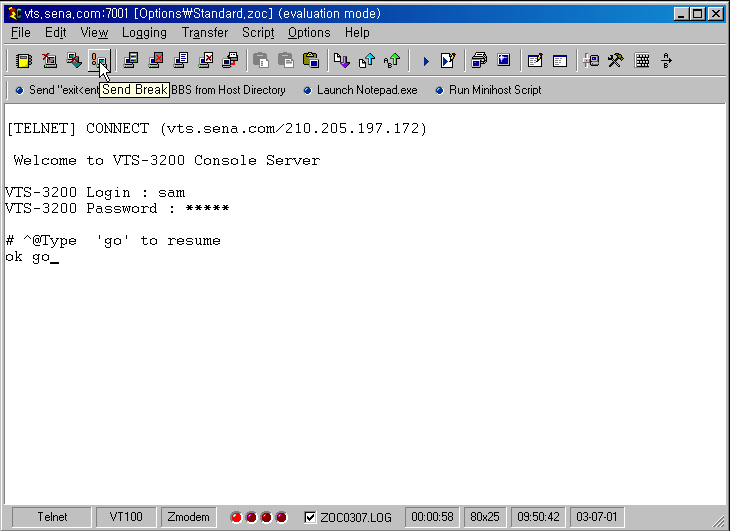 vts,sena,com:7001 [Options₩Standard,zoc] (evaluation mode)
File Edit View Logging Transfer Script Options Help
Send "exit<ent Send Break BBS from Host Directory Launch Notepad.exe Run Minihost Script
[TELNET] CONNECT (vts.sena.com/210.205.197.172)
Welcome to VTS-3200 Console Server
VTS-3200 Login : sam
VTS-3200 Password : *****
# ^@Type  'go' to resume
ok go_
Telnet VT100 Zmodem ZOC0307.LOG 00:00:58 80x25 09:50:42 03-07-01